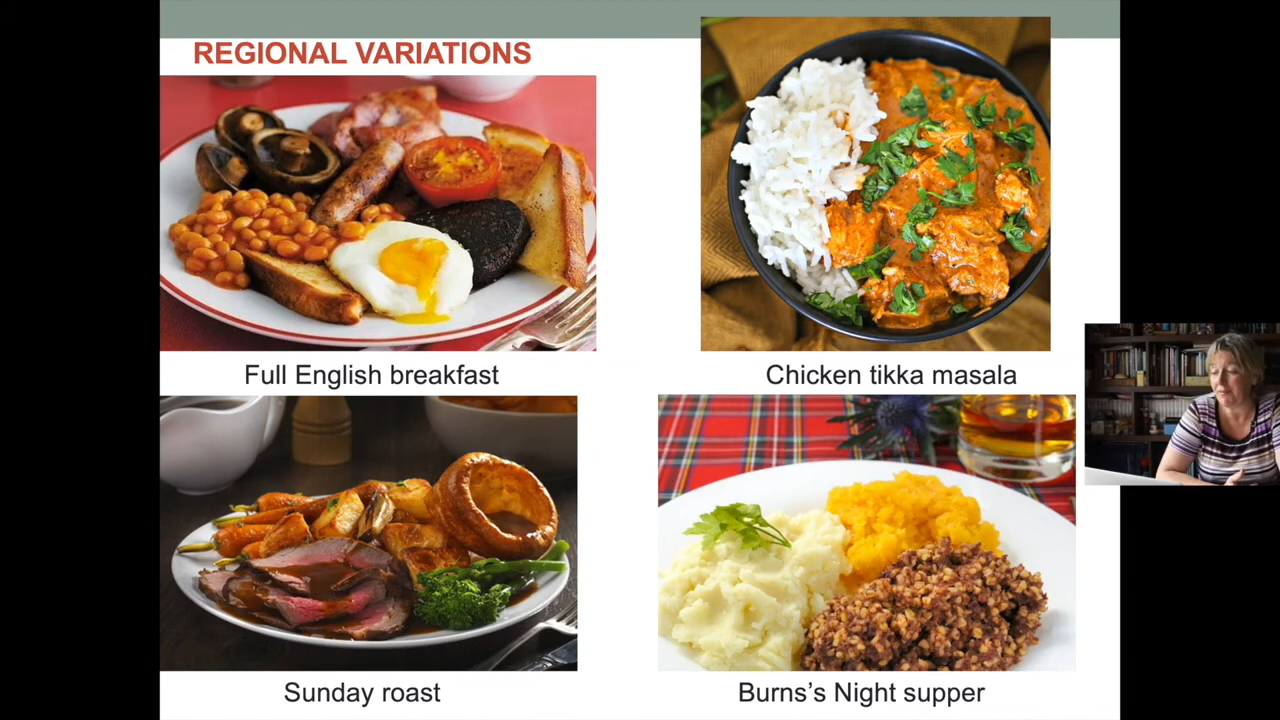 REGIONAL VARIATIONS
Full English breakfast
Chicken tikka masala
Sunday roast
Burns's Night supper